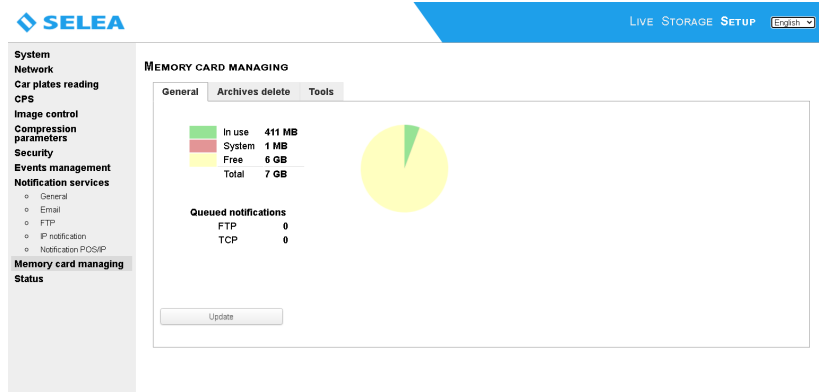 SELEA
LIVE STORAGE SETUP English
System
Network
Car plates reading
CPS
Image control
Compression
parameters
Security
Events management
Notification services
General
Email
FTP
IP notification
Notification POS/IP
Memory card managing
Status
MEMORY CARD MANAGING
General Archives delete Tools
In use 411 MB
System 1 MB
Free 6 GB
Total 7 GB
Queued notifications
FTP 0
TCP 0
Update